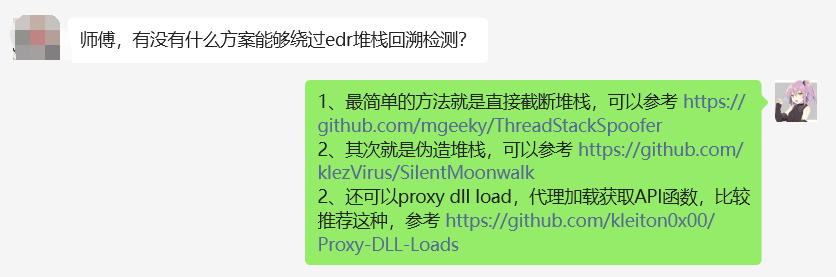 师傅，有没有什么方案能够绕过edr堆栈回溯检测？
1、最简单的方法就是直接截断堆栈，可以参考 https://
github.com/mgeeky/ThreadStackSpoofer
2、其次就是伪造堆栈，可以参考 https://github.com/
klezVirus/SilentMoonwalk
2、还可以proxy dll load，代理加载获取API函数，比较
推荐这种，参考 https://github.com/kleiton0x00/
Proxy-DLL-Loads